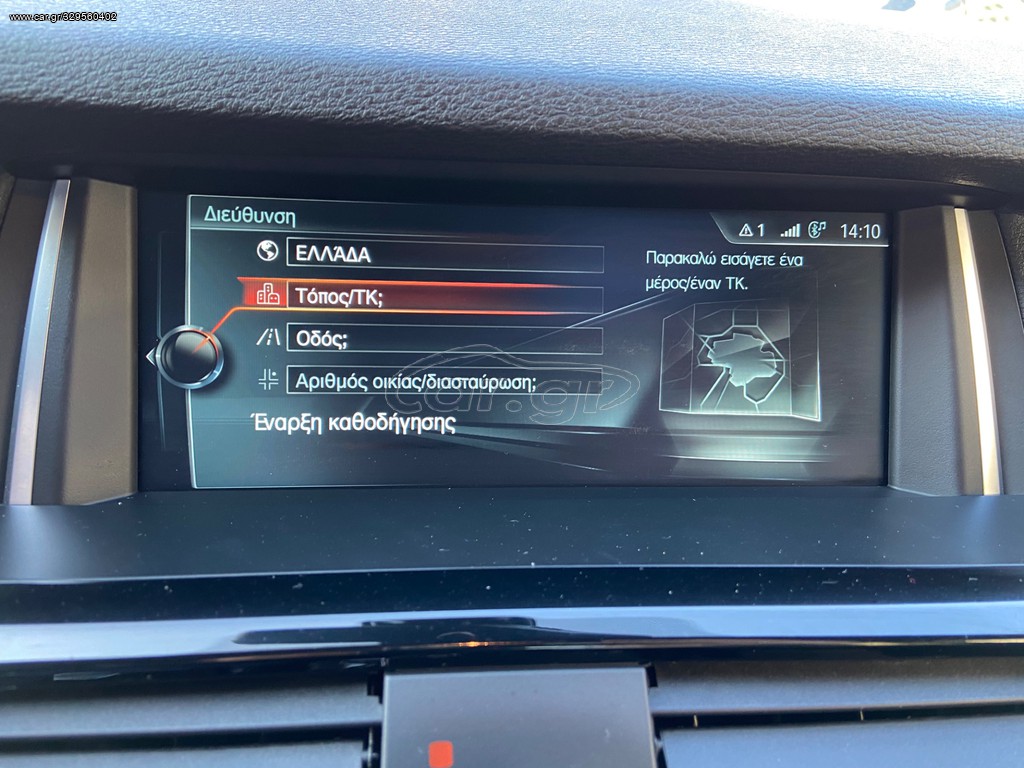 www.car.gr/329560402
Διεύθυνση
1 14:10
ΕΛΛΆΔΑ
Τόπος/ΤΚ;
Οδός;
Αριθμός οικίας/διασταύρωση;
Έναρξη καθοδήγησης
Παρακαλώ εισάγετε ένα
μέρος/έναν ΤΚ.
car.gr